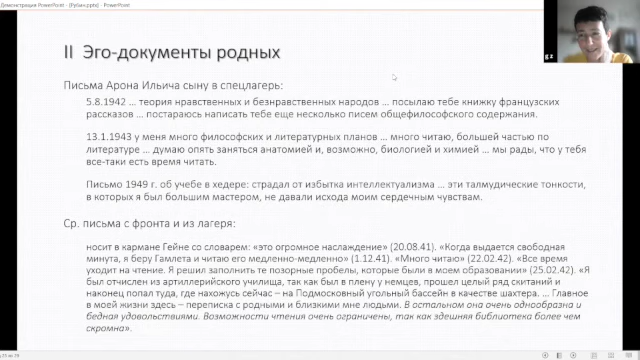 Демонстрация PowerPoint - [Рубин.pptx] - PowerPoint
g z
II Эго-документы родных
Письма Арона Ильича сыну в спецлагерь:
5.8.1942 … теория нравственных и безнравственных народов … посылаю тебе книжку французских
рассказов … постараюсь написать тебе еще несколько писем общефилософского содержания.
13.1.1943 у меня много философских и литературных планов … много читаю, большей частью по
литературе … думаю опять заняться анатомией и, возможно, биологией и химией … мы рады, что у тебя
все-таки есть время читать.
Письмо 1949 г. об учебе в хедере: страдал от избытка интеллектуализма … эти талмудические тонкости,
в которых я был большим мастером, не давали исхода моим сердечным чувствам.
Ср. письма с фронта и из лагеря:
носит в кармане Гейне со словарем: «это огромное наслаждение» (20.08.41). «Когда выдается свободная
минута, я беру Гамлета и читаю его медленно-медленно» (1.12.41). «Много читаю» (22.02.42). «Все время
уходит на чтение. Я решил заполнить те позорные пробелы, которые были в моем образовании» (25.02.42). «Я
был отчислен из артиллерийского училища, так как был в плену у немцев, прошел целый ряд скитаний и
наконец попал туда, где нахожусь сейчас – на Подмосковный угольный бассейн в качестве шахтера. … Главное
в моей жизни здесь – переписка с родными и близкими мне людьми. В остальном она очень однообразна и
бедная удовольствиями. Возможности чтения очень ограничены, так как здешняя библиотека более чем
скромна».